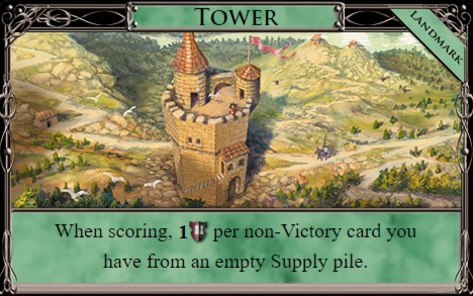 TOWER
LANDMARK
When scoring, 1 per non-Victory card you
have from an empty Supply pile.